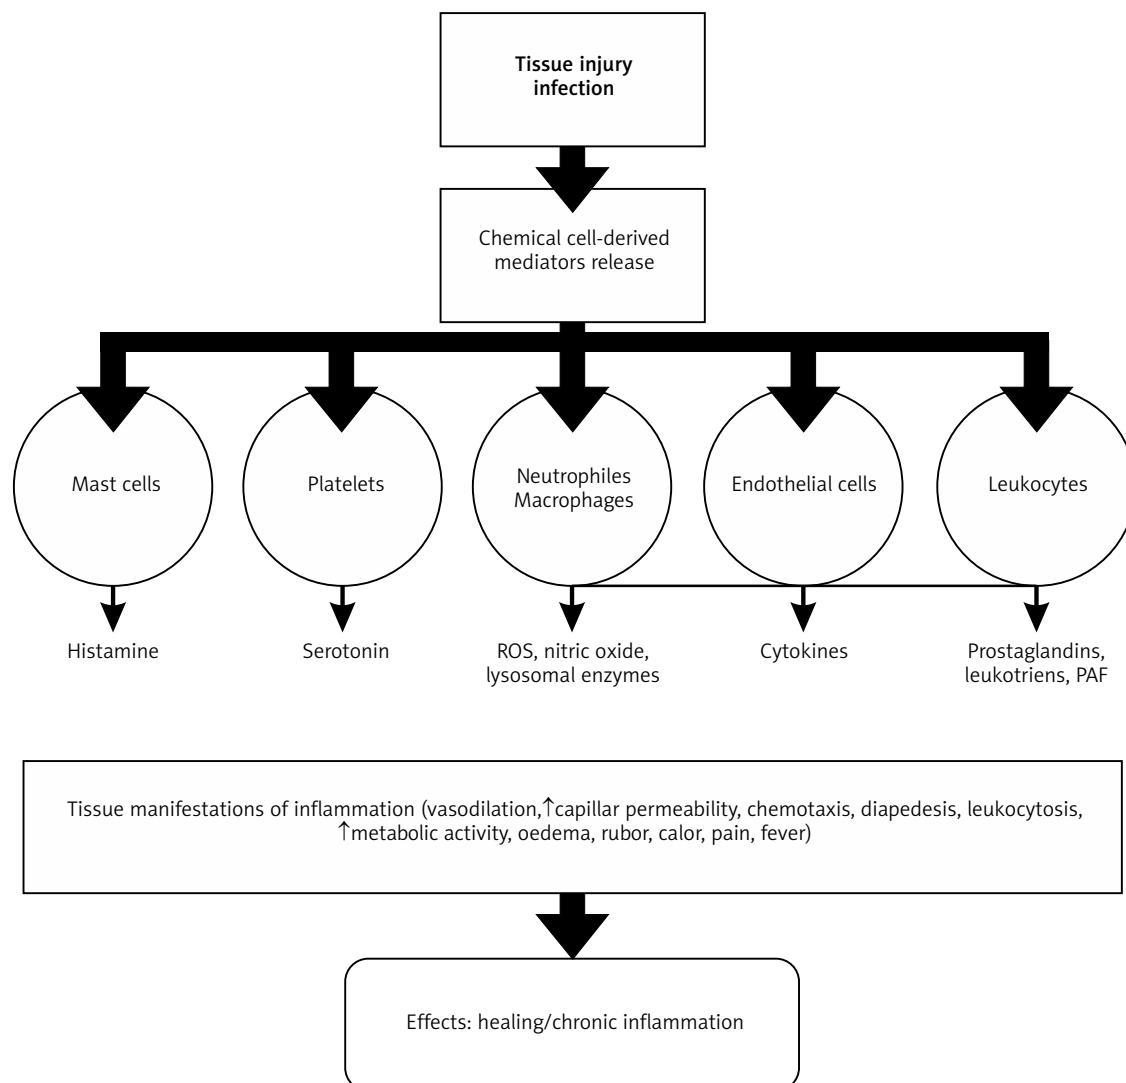 Tissue injury
infection
Chemical cell-derived
mediators release
Mast cells
Platelets
Neutrophiles
Macrophages
Endothelial cells
Leukocytes
Histamine
Serotonin
ROS, nitric oxide,
lysosomal enzymes
Cytokines
Prostaglandins,
leukotriens, PAF
Tissue manifestations of inflammation (vasodilation,↑capillar permeability, chemotaxis, diapedesis, leukocytosis,
↑metabolic activity, oedema, rubor, calor, pain, fever)
Effects: healing/chronic inflammation